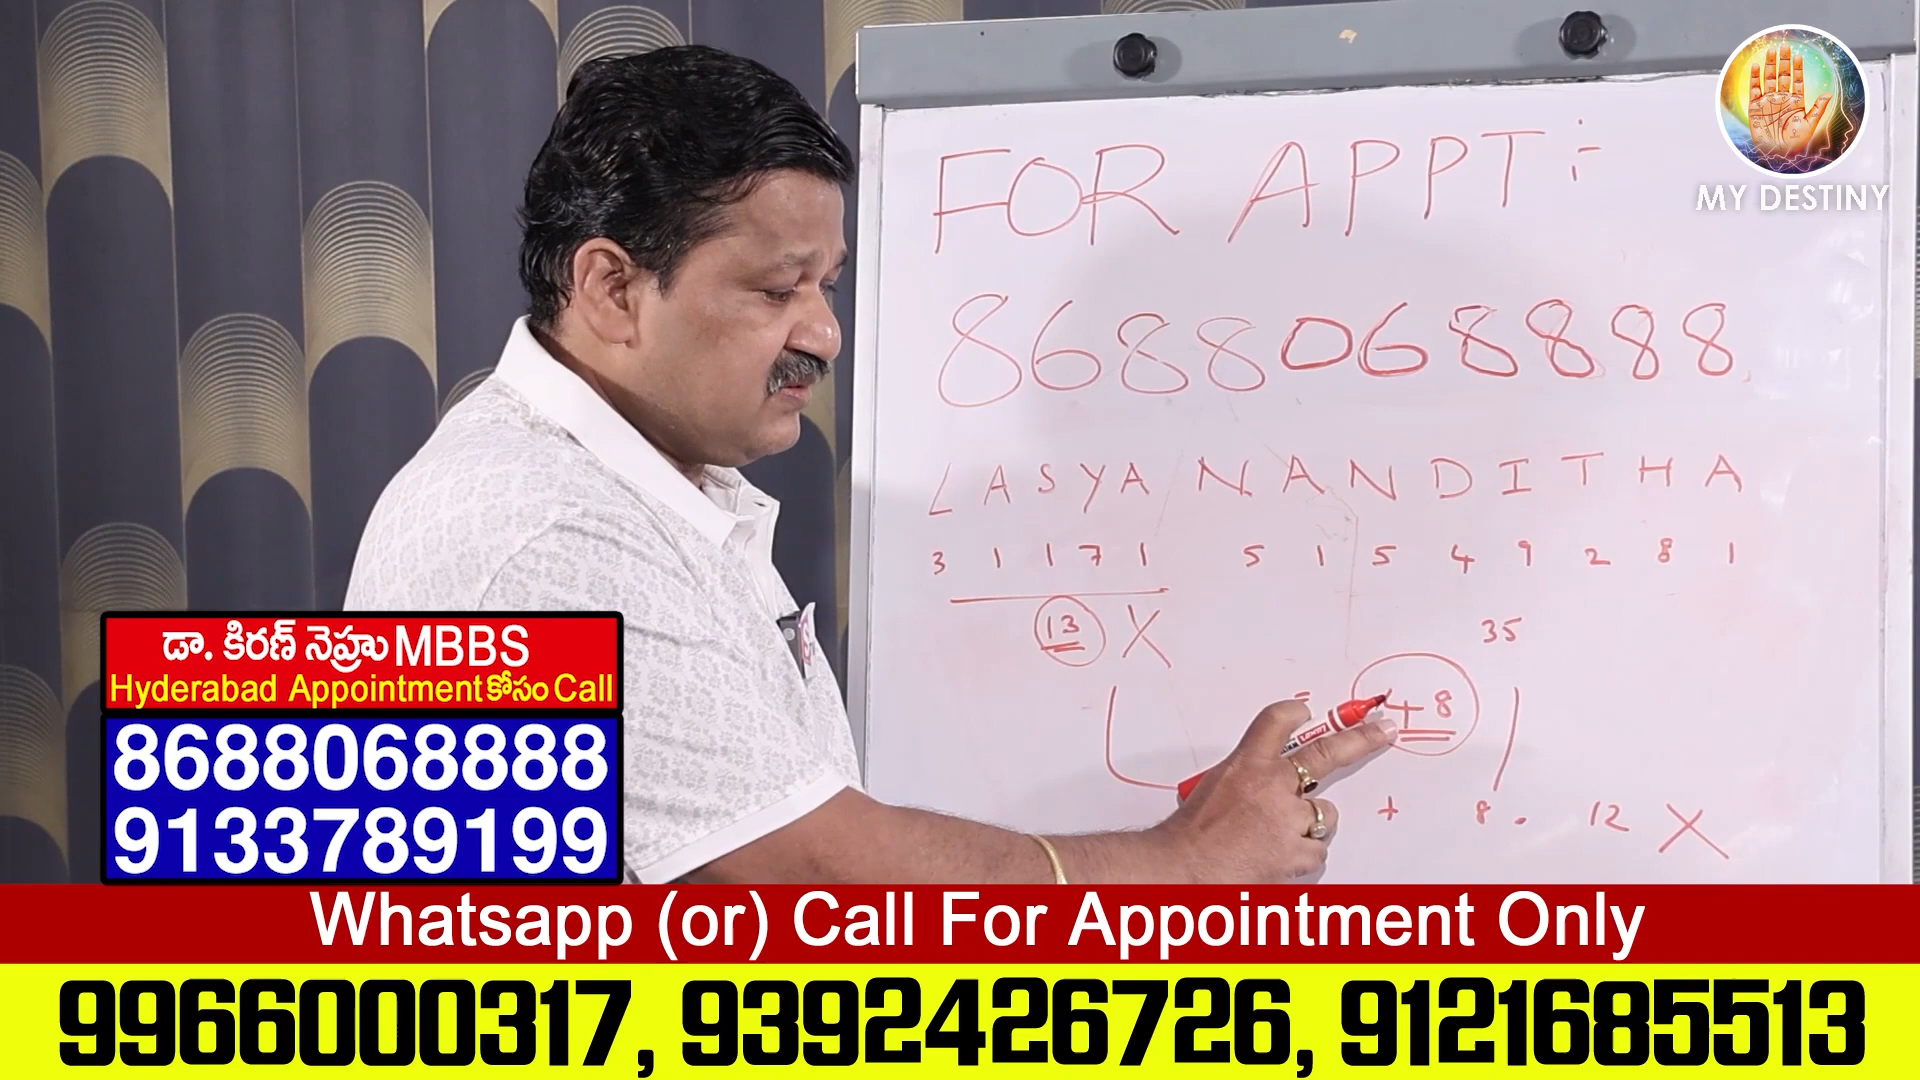 MY DESTINY
FOR APPT :-
8688068888
LASYA NANDITHA
3 1 1 7 1 5 1 5 4 9 2 8 1
13 X
35
= 48
+ 8 . 12 X
డా. కిరణ్ నెహ్రు MBBS
Hyderabad Appointment కోసం Call
8688068888
9133789199
Whatsapp (or) Call For Appointment Only
9966000317, 9392426726, 9121685513